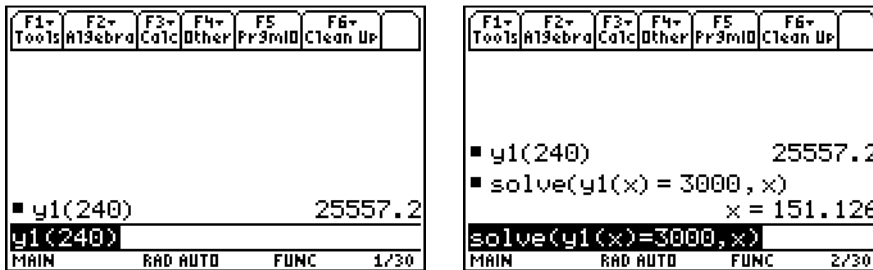 F1▾ F2▾ F3▾ F4▾ F5 F6▾
Tools Algebra Calc Other PrgmIO Clean Up
▪ y1(240) 25557.2
y1(240)
MAIN RAD AUTO FUNC 1/30
F1▾ F2▾ F3▾ F4▾ F5 F6▾
Tools Algebra Calc Other PrgmIO Clean Up
▪ y1(240) 25557.2
▪ solve(y1(x) = 3000, x)
x = 151.126
solve(y1(x)=3000,x)
MAIN RAD AUTO FUNC 2/30